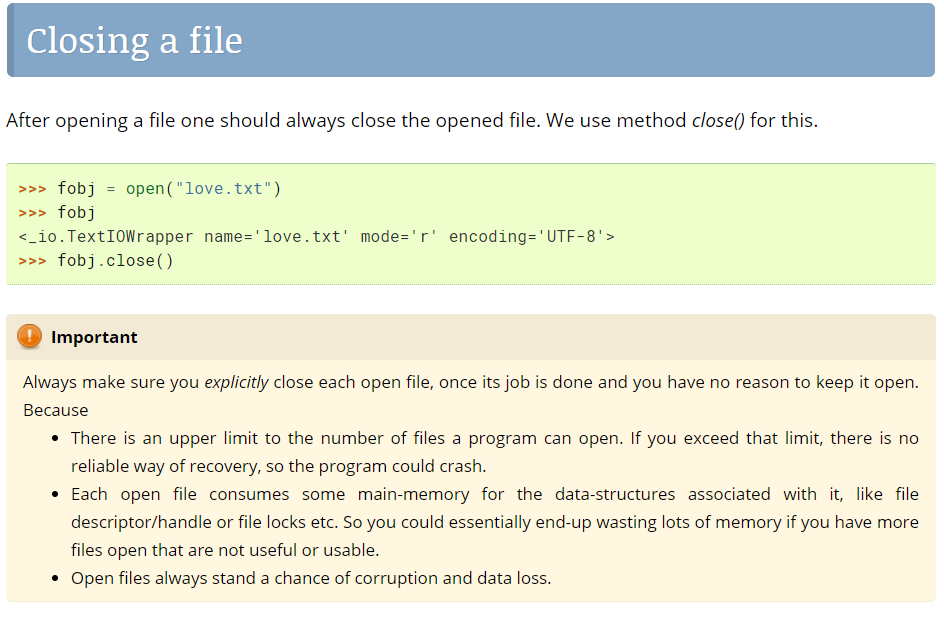 Closing a file
After opening a file one should always close the opened file. We use method close() for this.
>>> fobj = open("love.txt")
>>> fobj
<_io.TextIOWrapper name='love.txt' mode='r' encoding='UTF-8'>
>>> fobj.close()
Important
Always make sure you explicitly close each open file, once its job is done and you have no reason to keep it open.
Because
• There is an upper limit to the number of files a program can open. If you exceed that limit, there is no
reliable way of recovery, so the program could crash.
• Each open file consumes some main-memory for the data-structures associated with it, like file
descriptor/handle or file locks etc. So you could essentially end-up wasting lots of memory if you have more
files open that are not useful or usable.
• Open files always stand a chance of corruption and data loss.